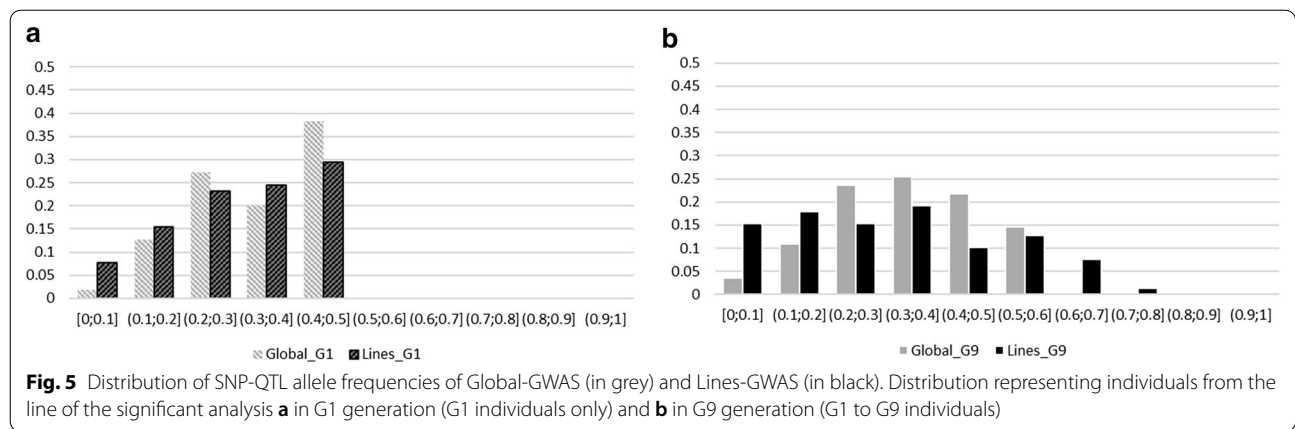 a
0.5
0.45
0.4
0.35
0.3
0.25
0.2
0.15
0.1
0.05
0
[0;0.1] (0.1;0.2] (0.2;0.3] (0.3;0.4] (0.4;0.5] (0.5;0.6] (0.6;0.7] (0.7;0.8] (0.8;0.9] (0.9;1]
Global_G1 Lines_G1
b
0.5
0.45
0.4
0.35
0.3
0.25
0.2
0.15
0.1
0.05
0
[0;0.1] (0.1;0.2] (0.2;0.3] (0.3;0.4] (0.4;0.5] (0.5;0.6] (0.6;0.7] (0.7;0.8] (0.8;0.9] (0.9;1]
Global_G9 Lines_G9
Fig. 5 Distribution of SNP-QTL allele frequencies of Global-GWAS (in grey) and Lines-GWAS (in black). Distribution representing individuals from the
line of the significant analysis a in G1 generation (G1 individuals only) and b in G9 generation (G1 to G9 individuals)